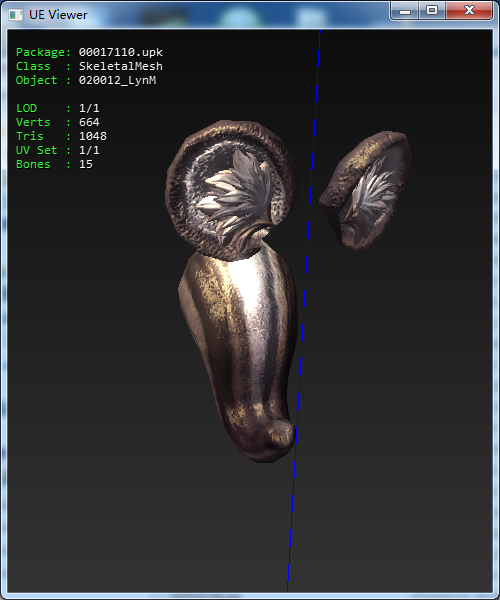 UE Viewer
Package: 00017110.upk
Class : SkeletalMesh
Object : 020012_LynM
LOD : 1/1
Verts : 664
Tris : 1048
UV Set : 1/1
Bones : 15